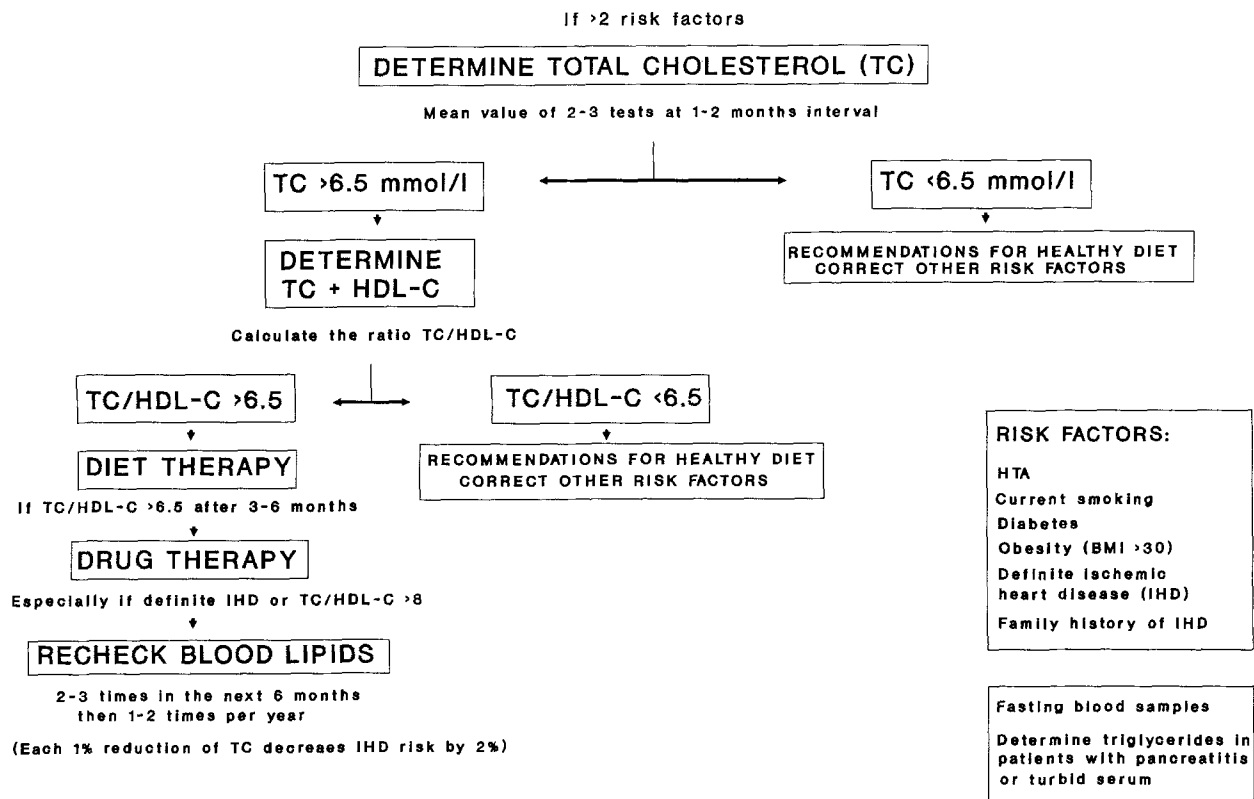 If >2 risk factors
DETERMINE TOTAL CHOLESTEROL (TC)
Mean value of 2-3 tests at 1-2 months interval
TC >6.5 mmol/l
TC <6.5 mmol/l
DETERMINE
TC + HDL-C
RECOMMENDATIONS FOR HEALTHY DIET
CORRECT OTHER RISK FACTORS
Calculate the ratio TC/HDL-C
TC/HDL-C >6.5
TC/HDL-C <6.5
DIET THERAPY
RECOMMENDATIONS FOR HEALTHY DIET
CORRECT OTHER RISK FACTORS
If TC/HDL-C >6.5 after 3-6 months
DRUG THERAPY
Especially if definite IHD or TC/HDL-C >8
RECHECK BLOOD LIPIDS
2-3 times in the next 6 months
then 1-2 times per year
(Each 1% reduction of TC decreases IHD risk by 2%)
RISK FACTORS:
HTA
Current smoking
Diabetes
Obesity (BMI >30)
Definite ischemic
heart disease (IHD)
Family history of IHD
Fasting blood samples
Determine triglycerides in
patients with pancreatitis
or turbid serum